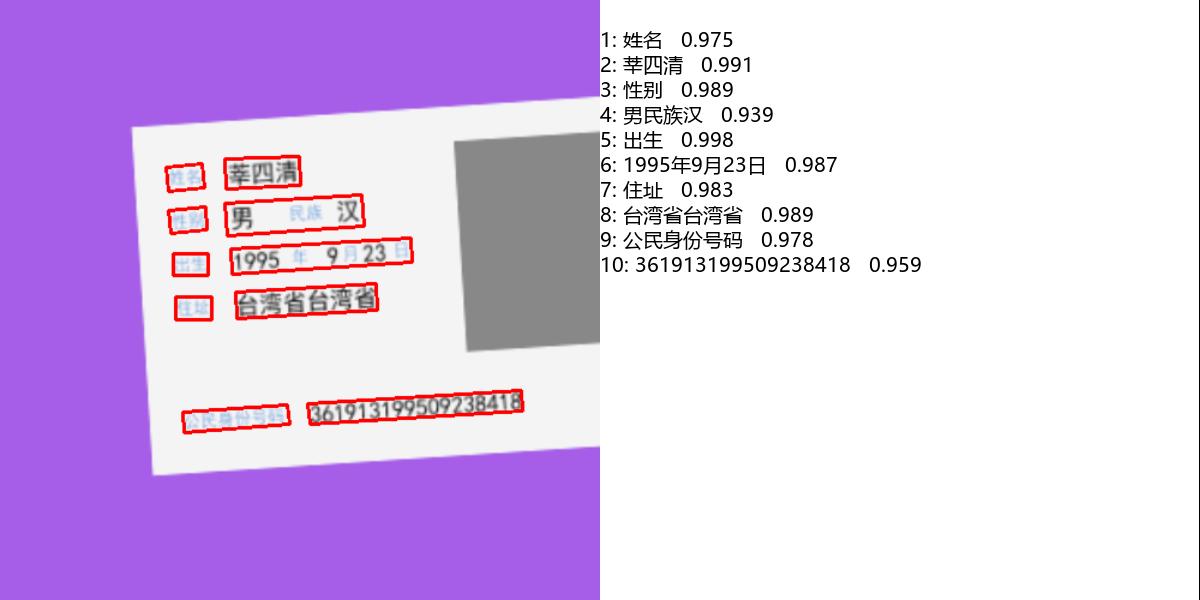 姓名 莘四清
性别 男 民族 汉
出生 1995 年 9 月 23 日
住址 台湾省台湾省
公民身份号码 361913199509238418
1: 姓名 0.975
2: 莘四清 0.991
3: 性别 0.989
4: 男民族汉 0.939
5: 出生 0.998
6: 1995年9月23日 0.987
7: 住址 0.983
8: 台湾省台湾省 0.989
9: 公民身份号码 0.978
10: 361913199509238418 0.959